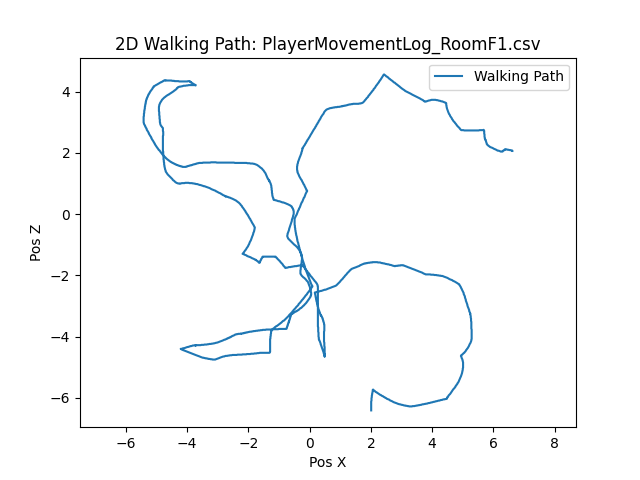 2D Walking Path: PlayerMovementLog_RoomF1.csv
Walking Path
4
2
0
−2
−4
−6
Pos Z
−6 −4 −2 0 2 4 6 8
Pos X